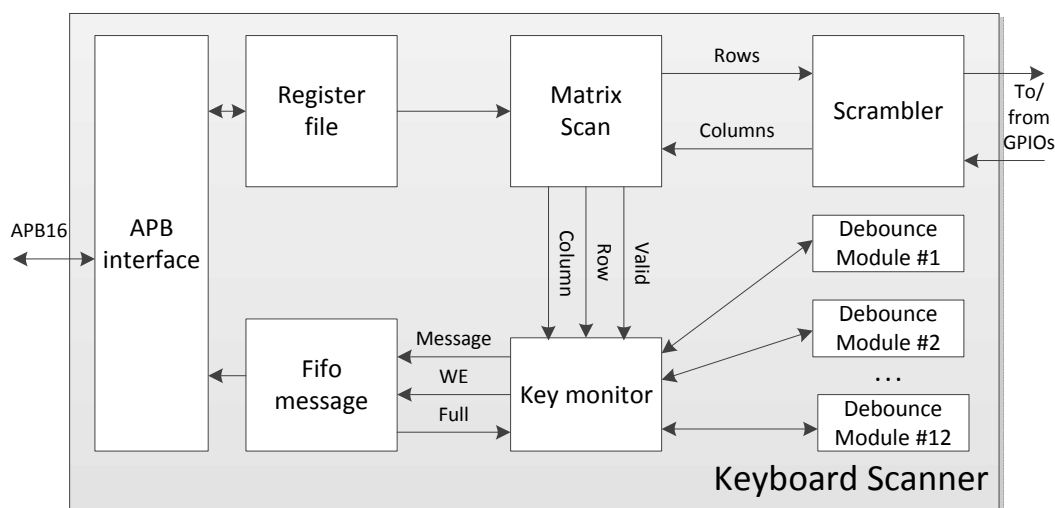 Register
file
Matrix
Scan
Rows
Columns
Scrambler
To/
from
GPIOs
APB16
APB
interface
Column
Row
Valid
Debounce
Module #1
Debounce
Module #2
...
Debounce
Module #12
Fifo
message
Message
WE
Full
Key monitor
Keyboard Scanner